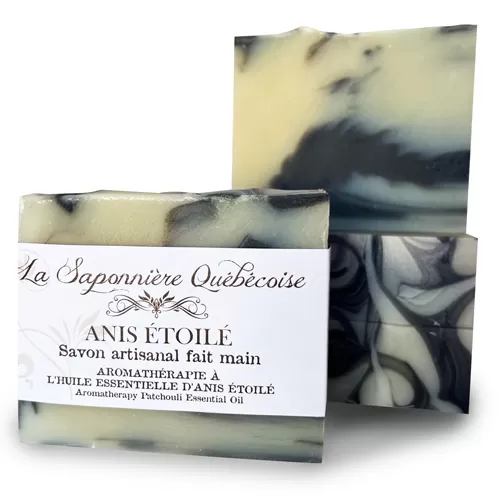 La Saponnière Québécoise
ANIS ÉTOILÉ
Savon artisanal fait main
AROMATHÉRAPIE À
L'HUILE ESSENTIELLE D'ANIS ÉTOILÉ
Aromatherapy Patchouli Essential Oil